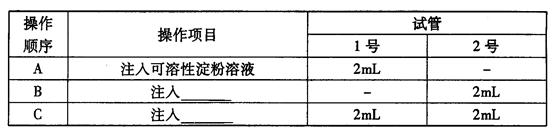 操作顺序 操作项目 试管
1号 2号
A 注入可溶性淀粉溶液 2mL –
B 注入______ – 2mL
C 注入______ 2mL 2mL